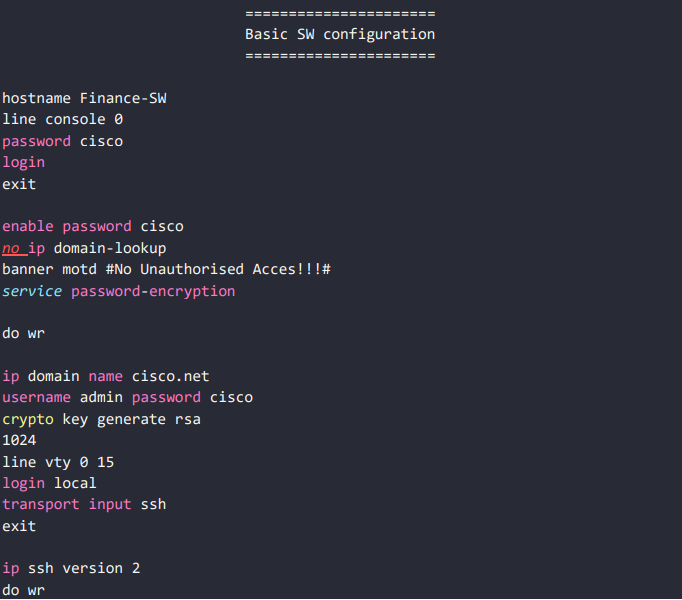 ======================
Basic SW configuration
======================
hostname Finance-SW
line console 0
password cisco
login
exit
enable password cisco
no ip domain-lookup
banner motd #No Unauthorised Acces!!!#
service password-encryption
do wr
ip domain name cisco.net
username admin password cisco
crypto key generate rsa
1024
line vty 0 15
login local
transport input ssh
exit
ip ssh version 2
do wr